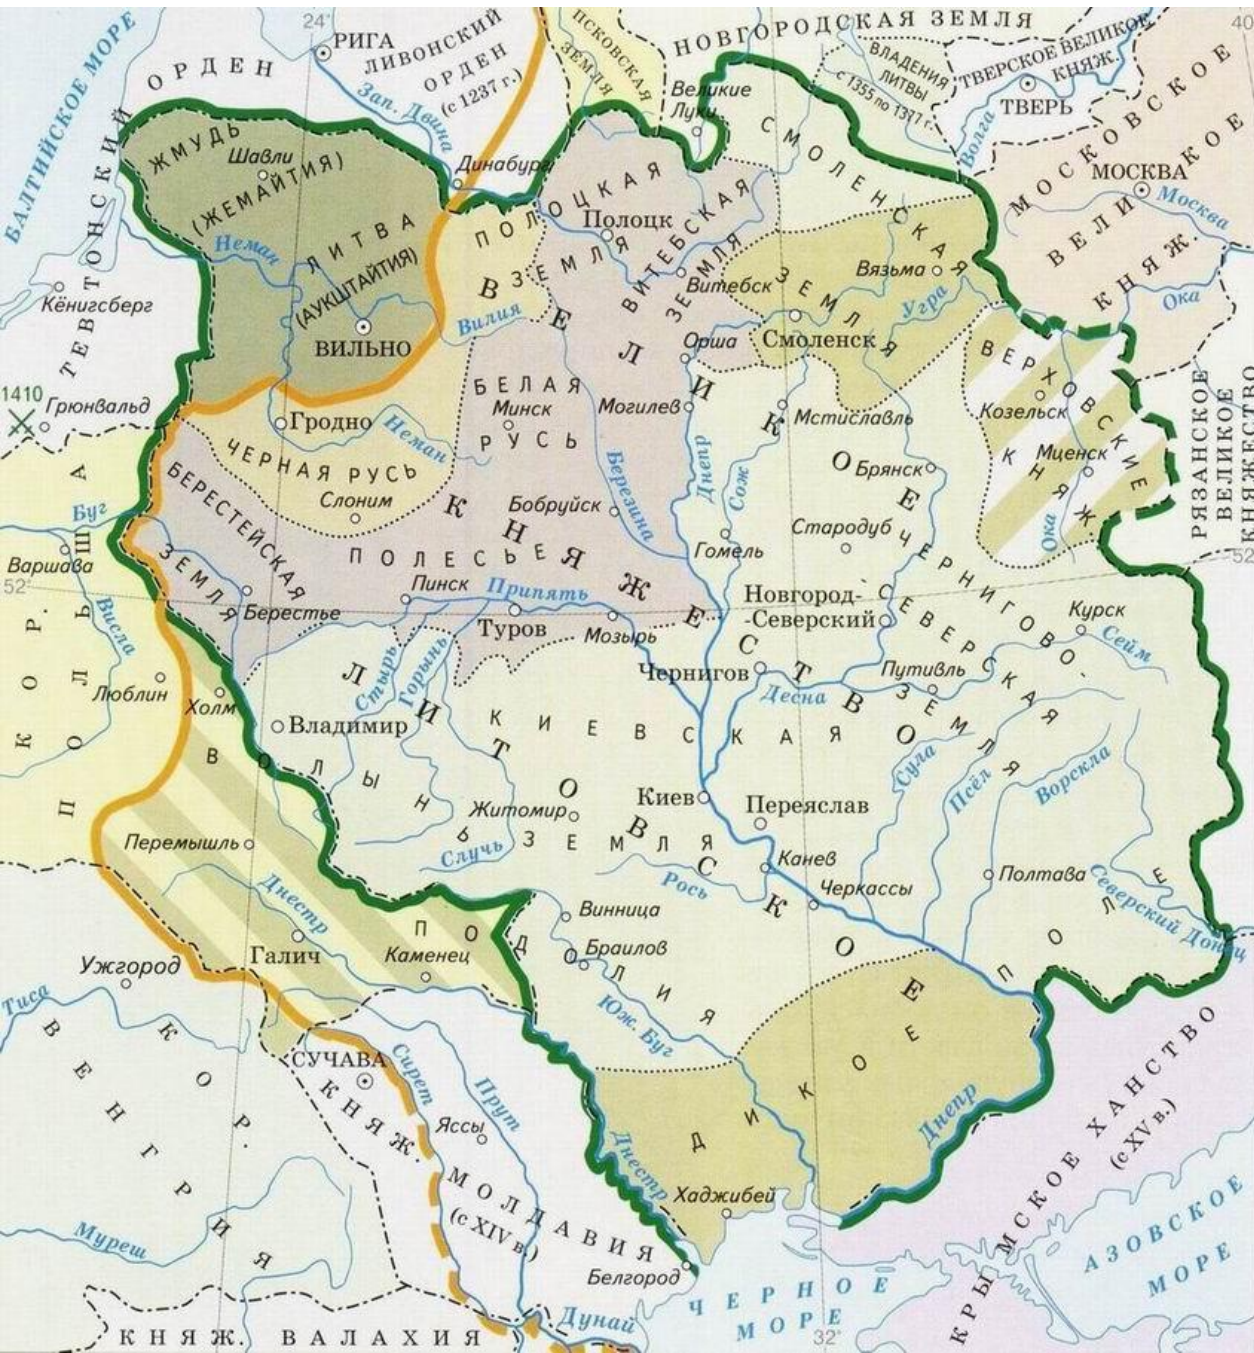 БАЛТИЙСКОЕ МОРЕ
24°
РИГА
ЛИВОНСКИЙ
ОРДЕН
(с 1237 г.)
ПСКОВСКАЯ
ЗЕМЛЯ
НОВГОРОДСКАЯ ЗЕМЛЯ
ВЛАДЕНИЯ
ЛИТВЫ
с 1355 по 1377 г.
ТВЕРСКОЕ ВЕЛИКОЕ
КНЯЖ.
ТВЕРЬ
40
МОСКОВСКОЕ
ВЕЛИКОЕ
КНЯЖ.
МОСКВА
Москва
Волга
Ока
ТЕВТОНСКИЙ ОРДЕН
Зап. Двина
Динабург
Великие
Луки
ЖМУДЬ
(ЖЕМАЙТИЯ)
Шавли
ЛИТВА
(АУКШТАЙТИЯ)
Неман
ВИЛЬНО
Вилия
ПОЛОЦКАЯ
ЗЕМЛЯ
Полоцк
ВИТЕБСКАЯ
ЗЕМЛЯ
Витебск
СМОЛЕНСКАЯ
ЗЕМЛЯ
Вязьма
Угра
Смоленск
Орша
Кёнигсберг
1410
Грюнвальд
Гродно
Неман
ЧЕРНАЯ РУСЬ
Слоним
БЕЛАЯ
Минск
РУСЬ
Могилев
Мстиславль
Днепр
Сож
Березина
Бобруйск
ВЕРХОВСКИЕ
КНЯЖ.
Козельск
Мценск
Ока
РЯЗАНСКОЕ
ВЕЛИКОЕ
КНЯЖЕСТВО
Брянск
Стародуб
Гомель
Новгород-
-Северский
ЧЕРНИГОВО-
СЕВЕРСКАЯ
ЗЕМЛЯ
Курск
Сейм
Путивль
52°
52
Буг
Варшава
Висла
Люблин
КОР.
ПОЛЬША
БЕРЕСТЕЙСКАЯ
ЗЕМЛЯ
Берестье
ПОЛЕСЬЕ
Пинск
Припять
Туров
Мозырь
Чернигов
Десна
Холм
Владимир
Стырь
Горынь
ВОЛЫНЬ
КИЕВСКАЯ
ЗЕМЛЯ
ВЕЛИКОЕ
КНЯЖЕСТВО
ЛИТОВСКОЕ
Житомир
Случь
Киев
Переяслав
Сула
Псёл
Ворскла
Рось
Канев
Черкассы
Полтава
Северский Донец
Перемышль
Днестр
Галич
Каменец
ПОДОЛИЯ
Винница
Браилов
Юж. Буг
Ужгород
Тиса
КОР.
ВЕНГРИЯ
Муреш
СУЧАВА
КНЯЖ.
МОЛДАВИЯ
(с XIV в.)
Сирет
Прут
Яссы
ДИКОЕ ПОЛЕ
Днепр
Днестр
Хаджибей
Белгород
КРЫМСКОЕ ХАНСТВО
(с XV в.)
АЗОВСКОЕ
МОРЕ
ЧЕРНОЕ
МОРЕ
32°
Дунай
КНЯЖ. ВАЛАХИЯ